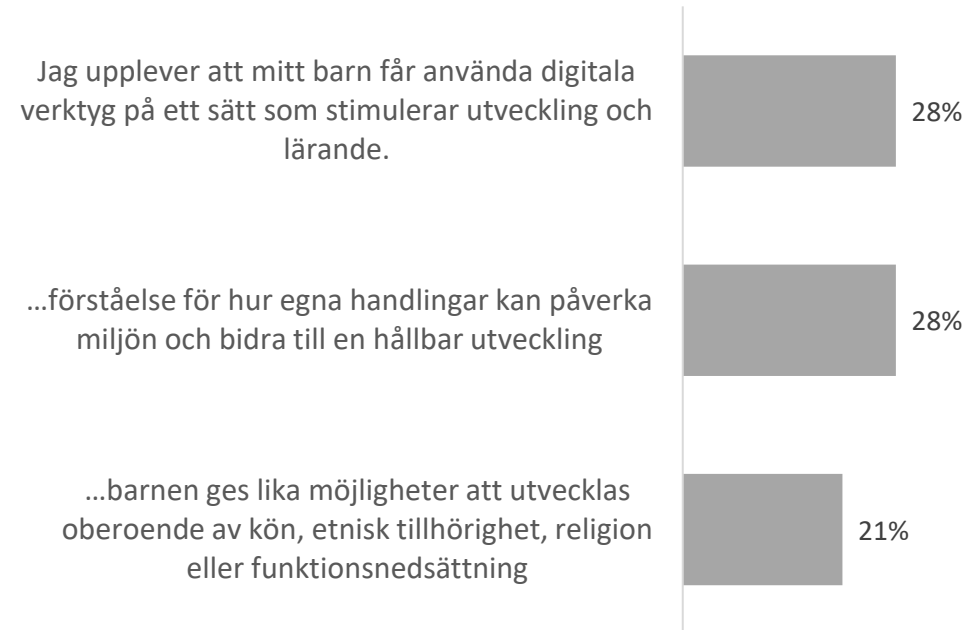 Jag upplever att mitt barn får använda digitala
verktyg på ett sätt som stimulerar utveckling och
lärande.
28%
...förståelse för hur egna handlingar kan påverka
miljön och bidra till en hållbar utveckling
28%
...barnen ges lika möjligheter att utvecklas
oberoende av kön, etnisk tillhörighet, religion
eller funktionsnedsättning
21%